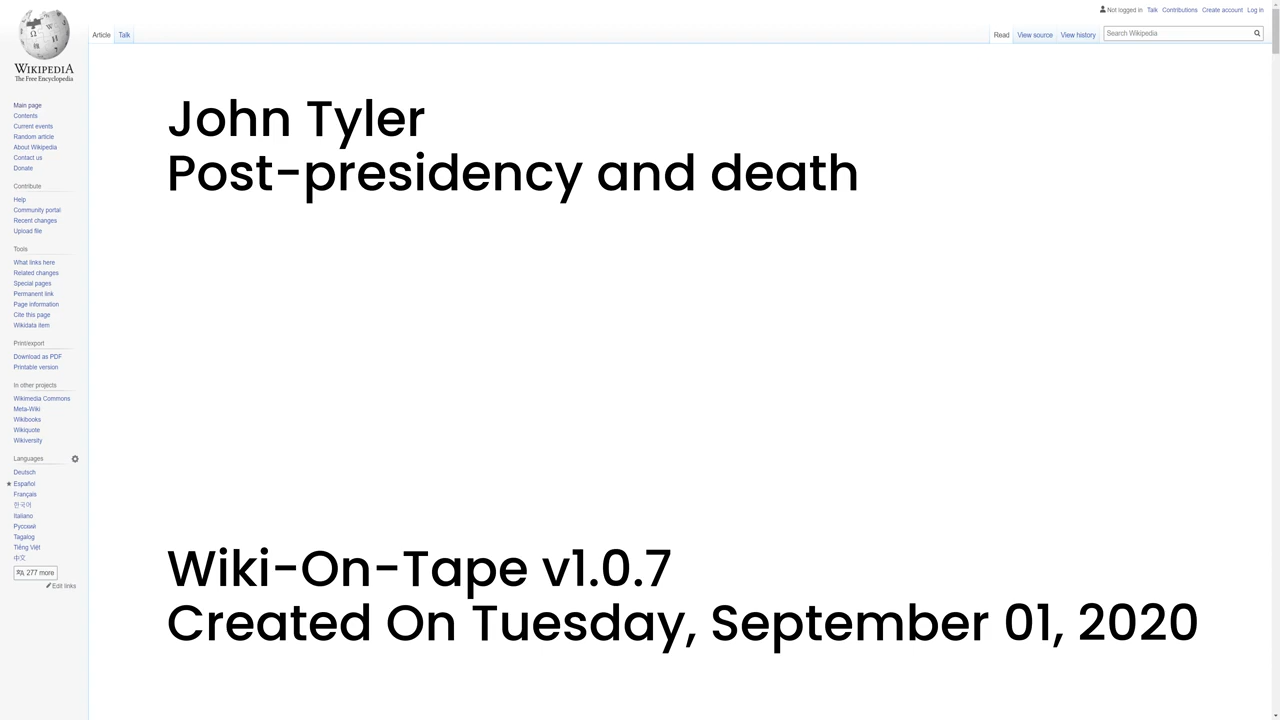 Not logged in Talk Contributions Create account Log in
WIKIPEDIA
The Free Encyclopedia
Article Talk Read View source View history Search Wikipedia
Main page
Contents
Current events
Random article
About Wikipedia
Contact us
Donate
Contribute
Help
Community portal
Recent changes
Upload file
Tools
What links here
Related changes
Special pages
Permanent link
Page information
Cite this page
Wikidata item
Print/export
Download as PDF
Printable version
In other projects
Wikimedia Commons
Meta-Wiki
Wikibooks
Wikiquote
Wikiversity
Languages
Deutsch
Español
Français
한국어
Italiano
Русский
Tagalog
Tiếng Việt
中文
277 more
Edit links
John Tyler
Post-presidency and death
Wiki-On-Tape v1.0.7
Created On Tuesday, September 01, 2020